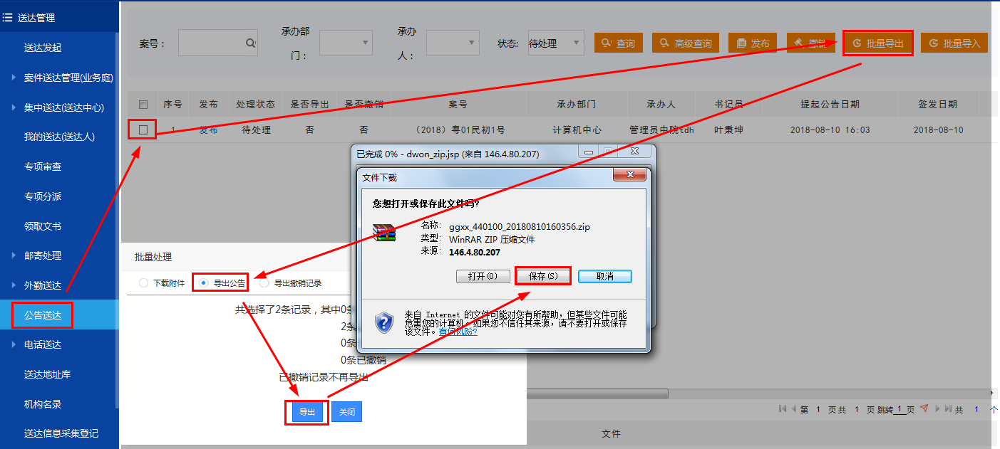 送达管理
送达发起
案件送达管理(业务庭)
集中送达(送达中心)
我的送达(送达人)
专项审查
专项分派
领取文书
邮寄处理
外勤送达
公告送达
电话送达
送达地址库
机构名录
送达信息采集登记
案号：
承办部门：
承办人：
状态: 待处理
查询
高级查询
发布
撤销
批量导出
批量导入
序号 发布 处理状态 是否导出 是否撤销 案号 承办部门 承办人 书记员 提起公告日期 签发日期
1 发布 待处理 否 否 （2018）粤01民初1号 计算机中心 管理员中院tdh 叶秉坤 2018-08-10 16:03 2018-08-10
已完成 0% - dwon_zip.jsp (来自 146.4.80.207)
文件下载
您想打开或保存此文件吗?
名称: ggxx_440100_20180810160356.zip
类型: WinRAR ZIP 压缩文件
来源: 146.4.80.207
打开(O) 保存(S) 取消
来自 Internet 的文件可能对您有所帮助，但某些文件可能
危害您的计算机。如果您不信任其来源，请不要打开或保存
该文件。有何风险?
批量处理
下载附件 导出公告 导出撤销记录
共选择了2条记录，其中0条
2条
0条
0条已撤销
已撤销记录不再导出
导出 关闭
第 1 页共 1 页 跳转 1 页 共 1 个
文件